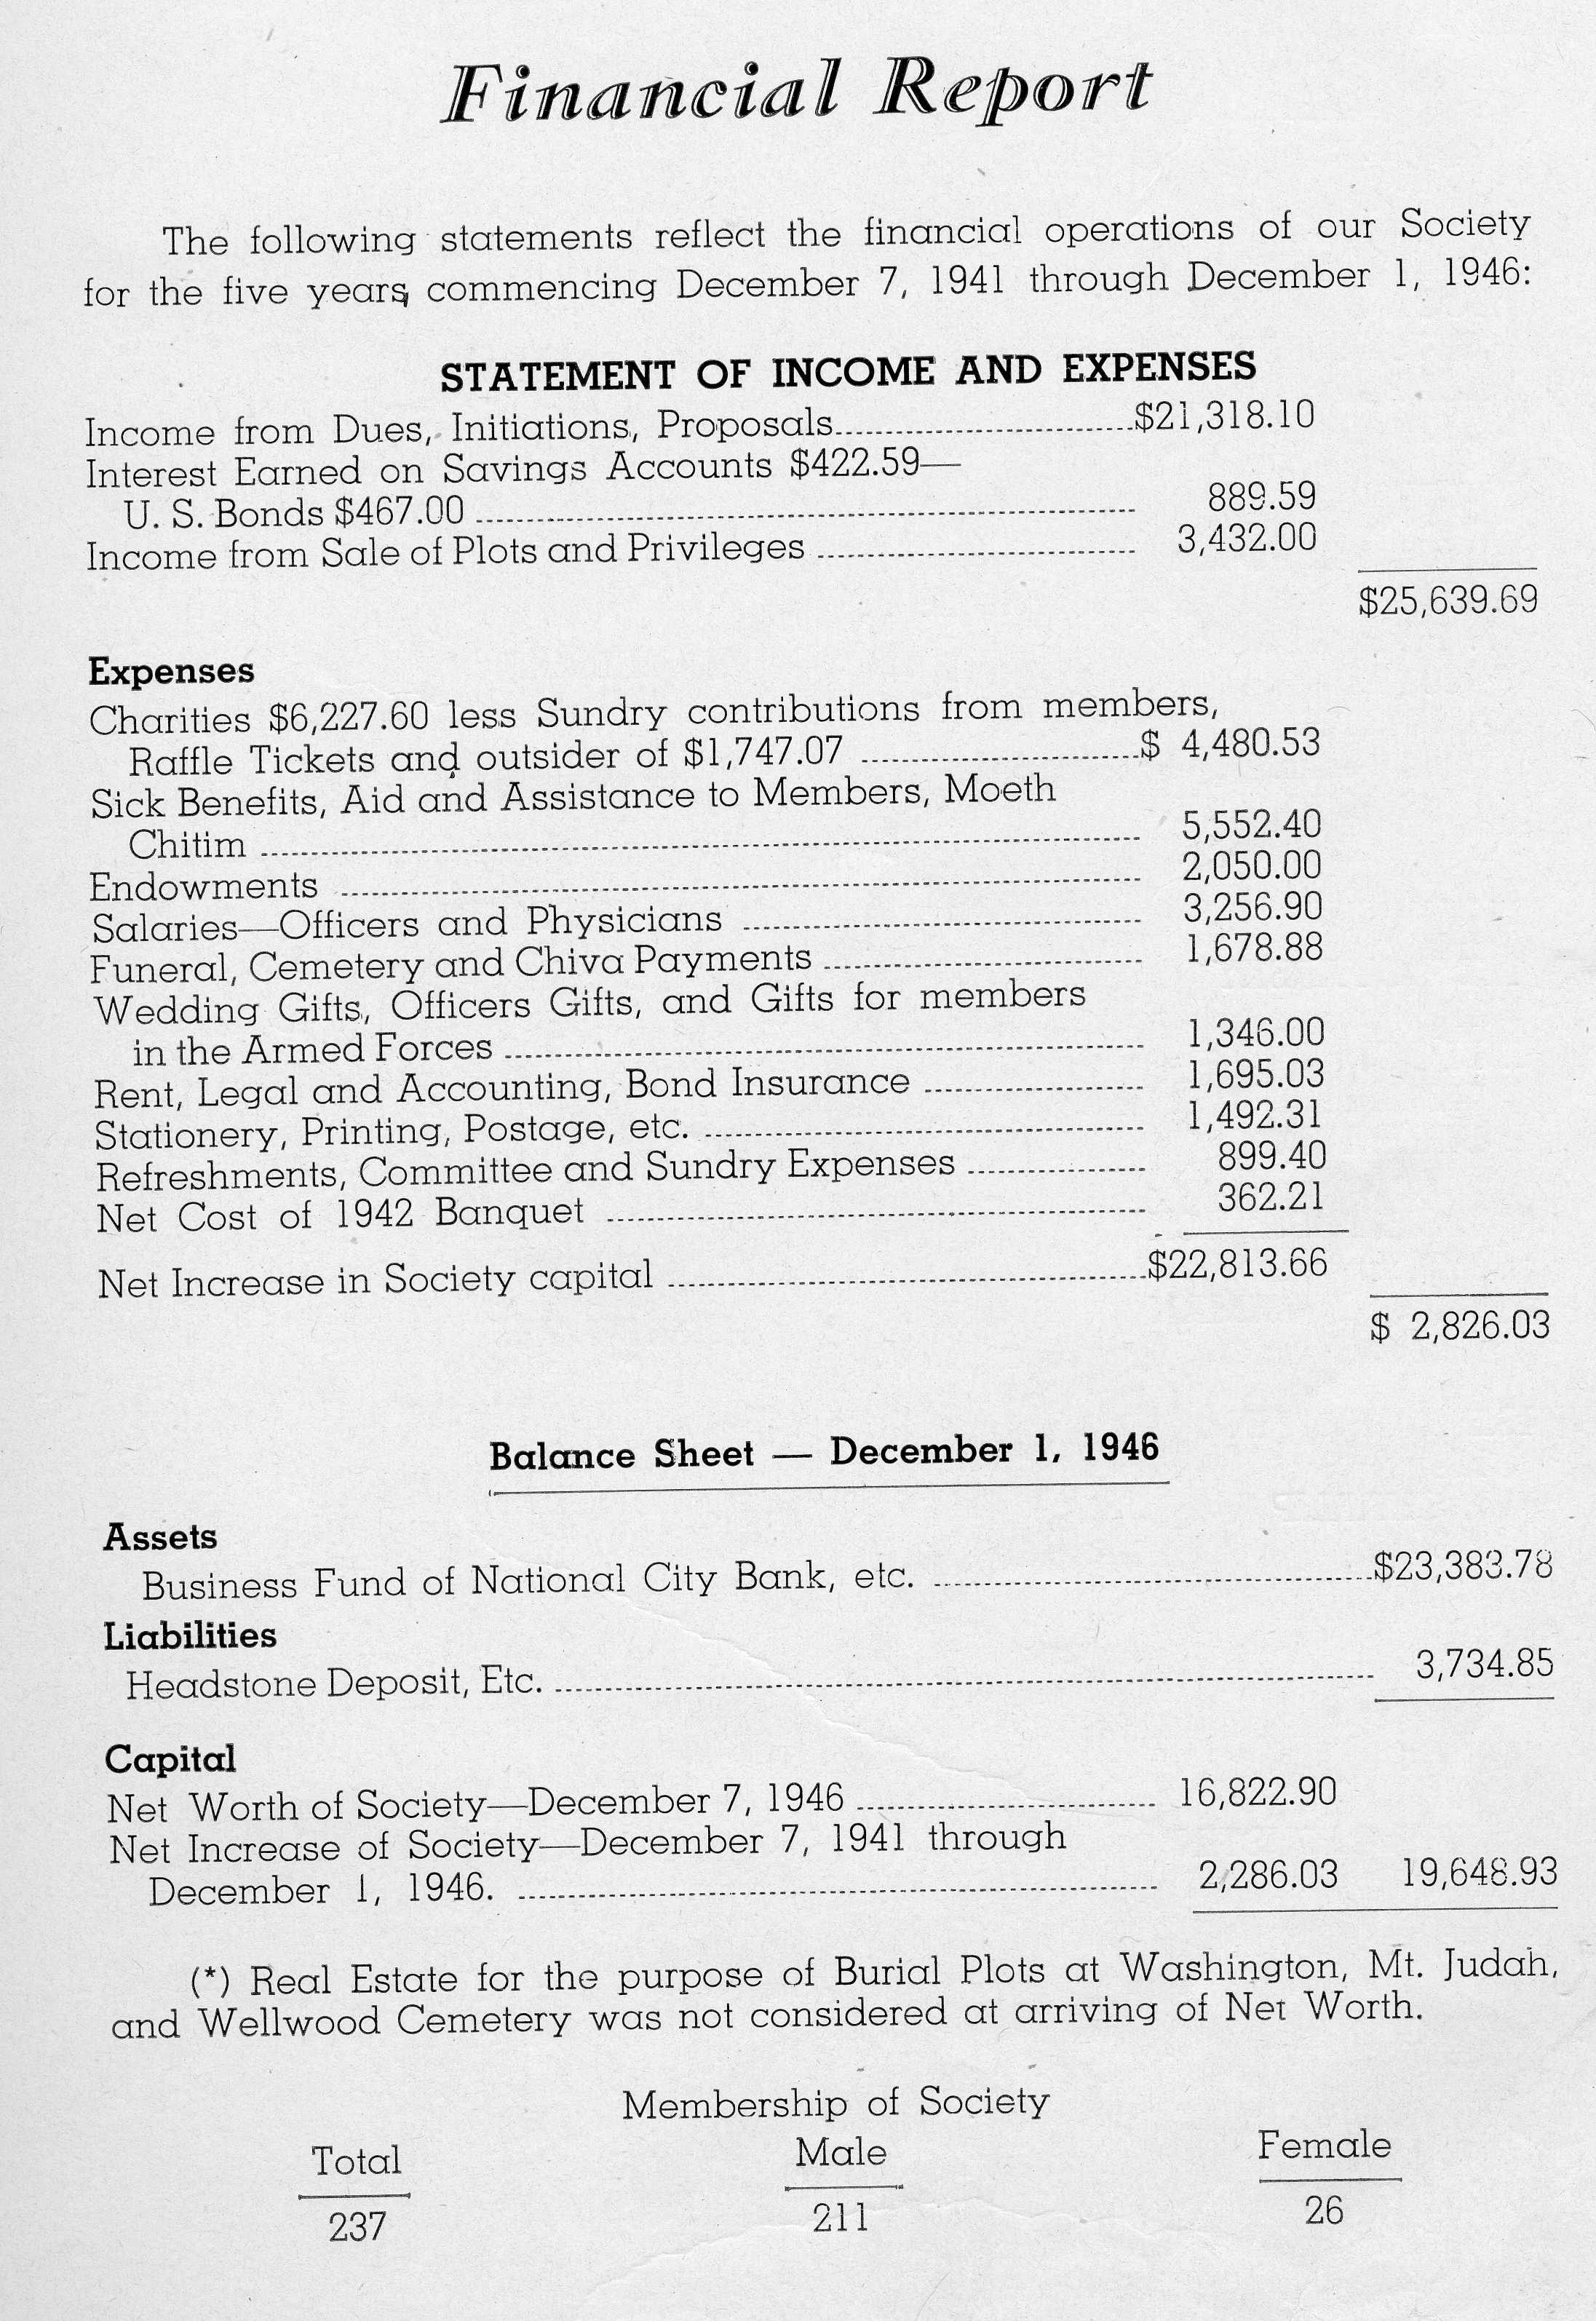 Financial Report
The following statements reflect the financial operations of our Society
for the five years, commencing December 7, 1941 through December 1, 1946:
STATEMENT OF INCOME AND EXPENSES
Income from Dues, Initiations, Proposals..............................$21,318.10
Interest Earned on Savings Accounts $422.59—
U. S. Bonds $467.00 .............................. 889.59
Income from Sale of Plots and Privileges .............................. 3,432.00
$25,639.69
Expenses
Charities $6,227.60 less Sundry contributions from members,
Raffle Tickets and outsider of $1,747.07 ..............................$ 4,480.53
Sick Benefits, Aid and Assistance to Members, Moeth
Chitim .............................. 5,552.40
Endowments .............................. 2,050.00
Salaries—Officers and Physicians .............................. 3,256.90
Funeral, Cemetery and Chiva Payments .............................. 1,678.88
Wedding Gifts, Officers Gifts, and Gifts for members
in the Armed Forces .............................. 1,346.00
Rent, Legal and Accounting, Bond Insurance .............................. 1,695.03
Stationery, Printing, Postage, etc. .............................. 1,492.31
Refreshments, Committee and Sundry Expenses .............................. 899.40
Net Cost of 1942 Banquet .............................. 362.21
Net Increase in Society capital ..............................$22,813.66
$ 2,826.03
Balance Sheet — December 1, 1946
Assets
Business Fund of National City Bank, etc. ..............................$23,383.78
Liabilities
Headstone Deposit, Etc. .............................. 3,734.85
Capital
Net Worth of Society—December 7, 1946 .............................. 16,822.90
Net Increase of Society—December 7, 1941 through
December 1, 1946. .............................. 2,286.03 19,648.93
(*) Real Estate for the purpose of Burial Plots at Washington, Mt. Judah,
and Wellwood Cemetery was not considered at arriving of Net Worth.
Membership of Society
Total Male Female
237 211 26